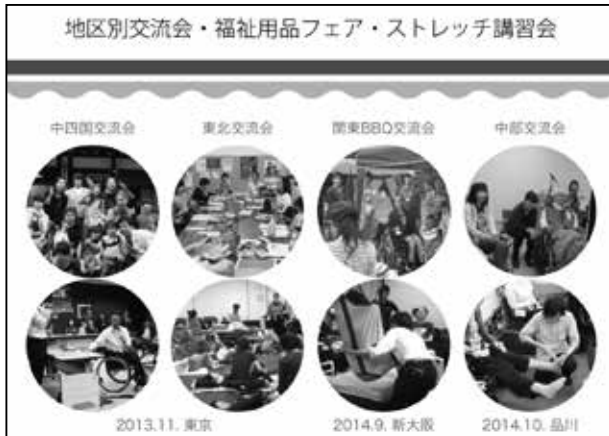 地区別交流会・福祉用品フェア・ストレッチ講習会
中四国交流会 東北交流会 関東BBQ交流会 中部交流会
2013.11. 東京 2014.9. 新大阪 2014.10. 品川